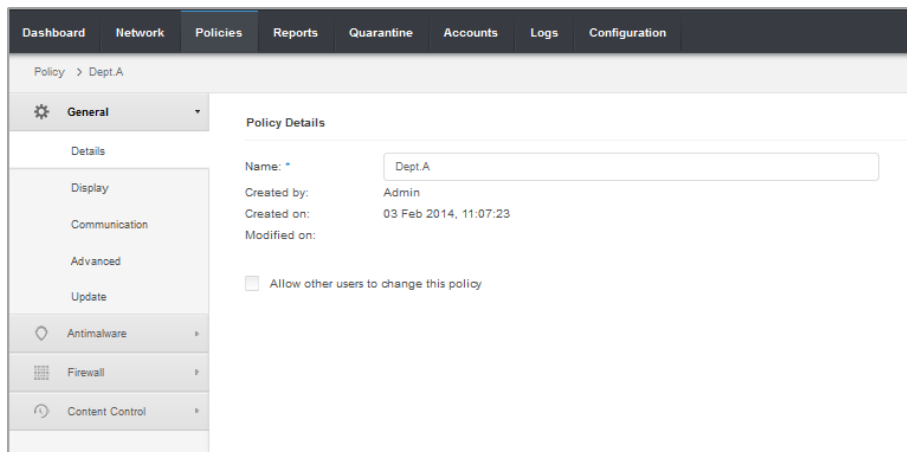 Dashboard Network Policies Reports Quarantine Accounts Logs Configuration
Policy > Dept.A
General
Details
Display
Communication
Advanced
Update
Antimalware
Firewall
Content Control
Policy Details
Name: * Dept.A
Created by: Admin
Created on: 03 Feb 2014, 11:07:23
Modified on:
Allow other users to change this policy